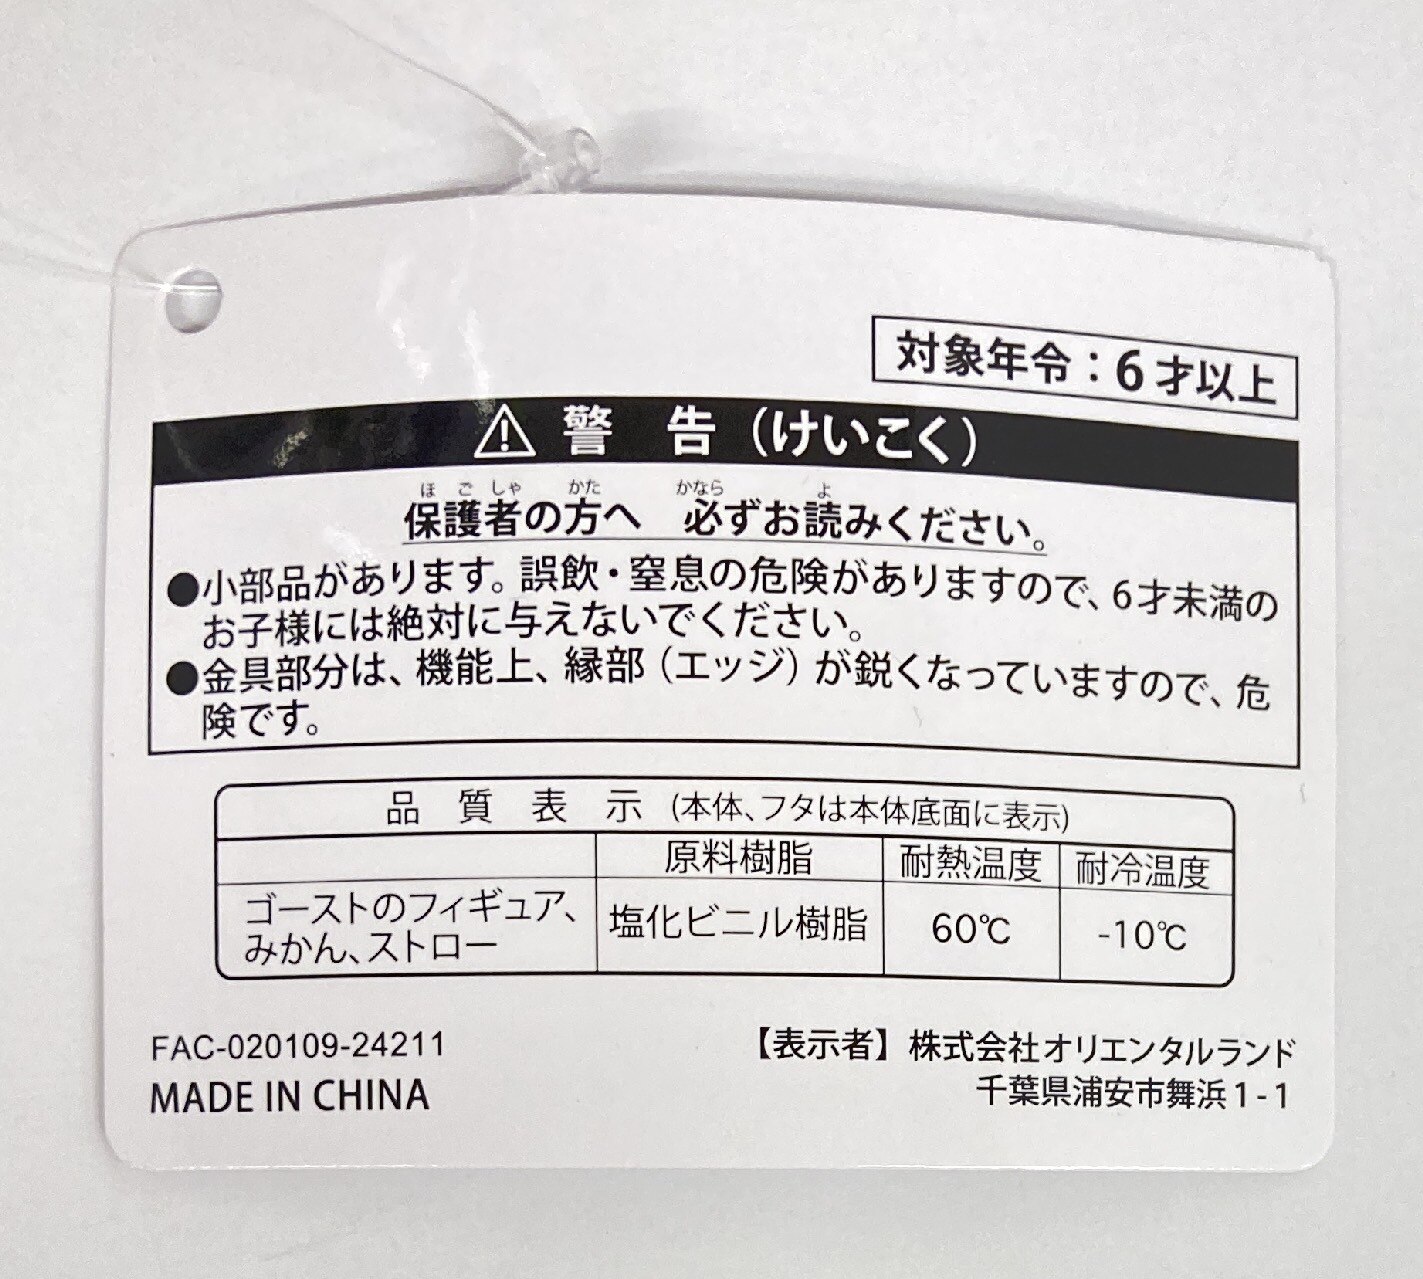 対象年令：6才以上
⚠警　告（けいこく）
ほ ご しゃ かた かなら よ
保護者の方へ　必ずお読みください。
●小部品があります。誤飲・窒息の危険がありますので、6才未満の
お子様には絶対に与えないでください。
●金具部分は、機能上、縁部（エッジ）が鋭くなっていますので、危
険です。
品　質　表　示　(本体、フタは本体底面に表示)
原料樹脂　耐熱温度　耐冷温度
ゴーストのフィギュア、
みかん、ストロー　塩化ビニル樹脂　60℃　-10℃
FAC-020109-24211
MADE IN CHINA
【表示者】株式会社オリエンタルランド
千葉県浦安市舞浜1-1